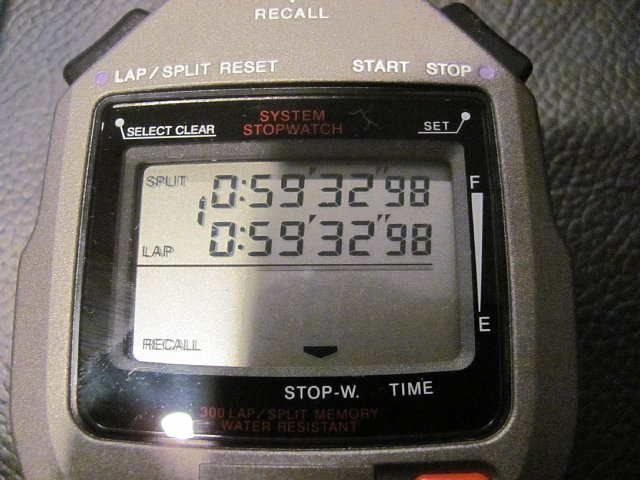 RECALL
LAP/SPLIT RESET START STOP
SYSTEM
STOPWATCH
SELECT CLEAR SET
SPLIT 0:59'32"98
1
LAP 0:59'32"98
F
E
RECALL
STOP-W. TIME
300 LAP/SPLIT MEMORY
WATER RESISTANT